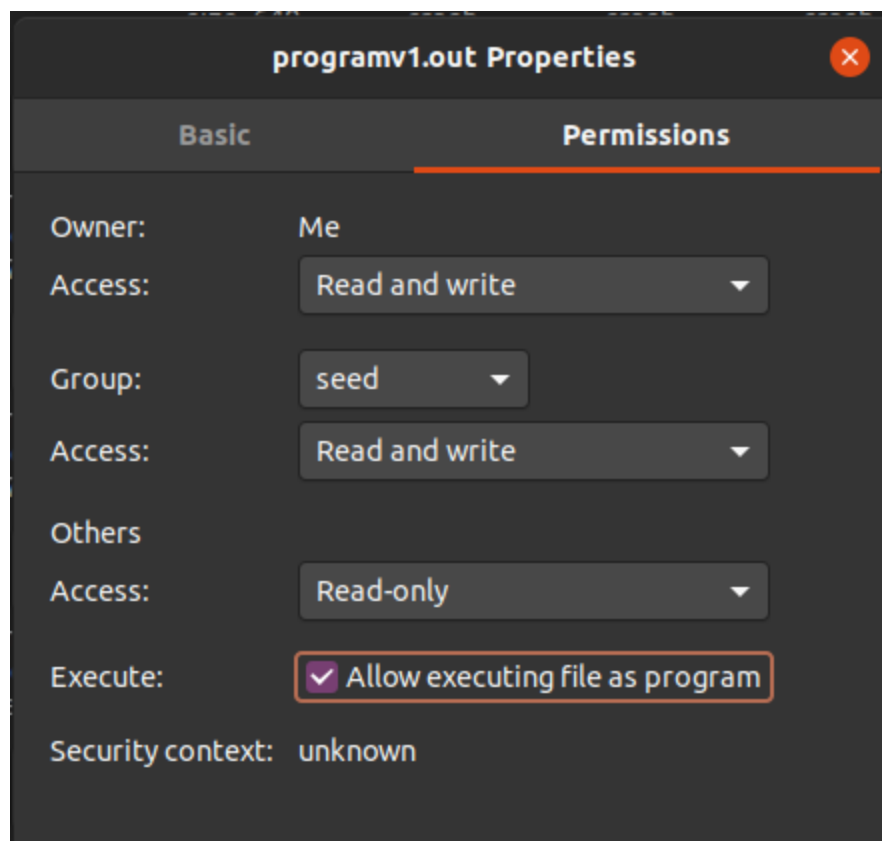 programv1.out Properties
Basic Permissions
Owner: Me
Access: Read and write
Group: seed
Access: Read and write
Others
Access: Read-only
Execute: Allow executing file as program
Security context: unknown